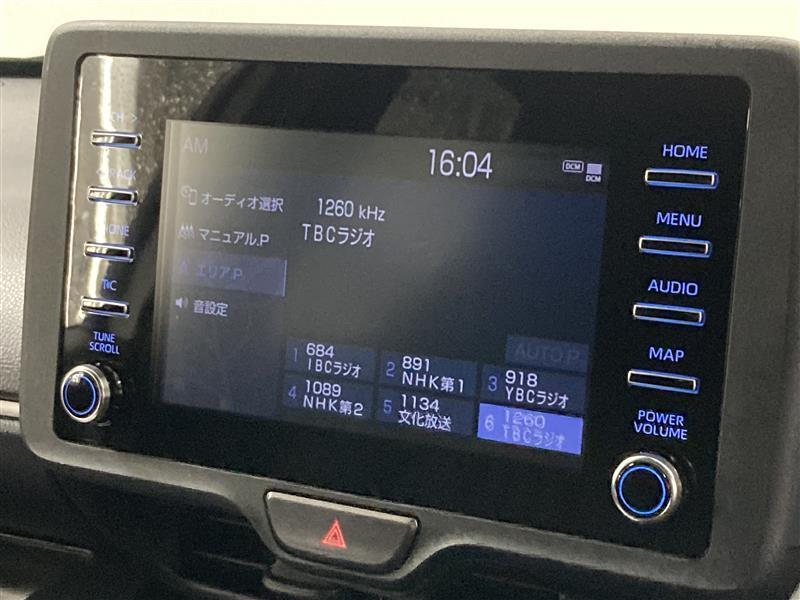 AM
16:04
DCM
DCM
オーディオ選択
1260 kHz
マニュアル.P
TBCラジオ
エリア.P
音設定
AUTO.P
1 684 IBCラジオ
2 891 NHK第1
3 918 YBCラジオ
4 1089 NHK第2
5 1134 文化放送
6 1260 TBCラジオ
CH >
< TRACK
PHONE
T/C
TUNE
SCROLL
HOME
MENU
AUDIO
MAP
POWER
VOLUME